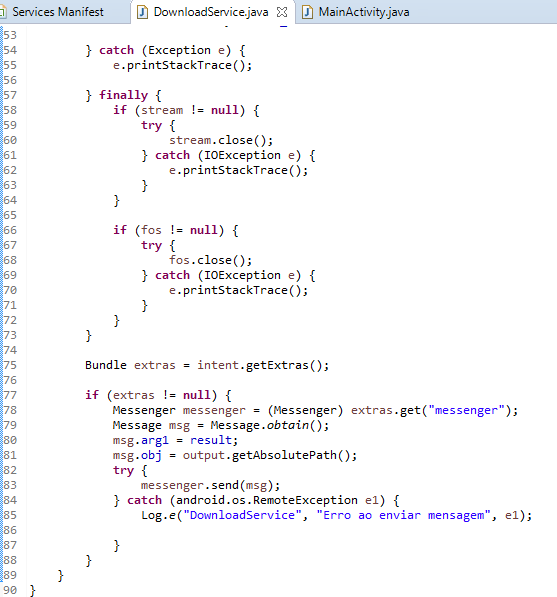 Services Manifest DownloadService.java MainActivity.java
53
54 } catch (Exception e) {
55 e.printStackTrace();
56
57 } finally {
58 if (stream != null) {
59 try {
60 stream.close();
61 } catch (IOException e) {
62 e.printStackTrace();
63 }
64 }
65
66 if (fos != null) {
67 try {
68 fos.close();
69 } catch (IOException e) {
70 e.printStackTrace();
71 }
72 }
73 }
74
75 Bundle extras = intent.getExtras();
76
77 if (extras != null) {
78 Messenger messenger = (Messenger) extras.get("messenger");
79 Message msg = Message.obtain();
80 msg.arg1 = result;
81 msg.obj = output.getAbsolutePath();
82 try {
83 messenger.send(msg);
84 } catch (android.os.RemoteException e1) {
85 Log.e("DownloadService", "Erro ao enviar mensagem", e1);
86
87 }
88 }
89 }
90 }